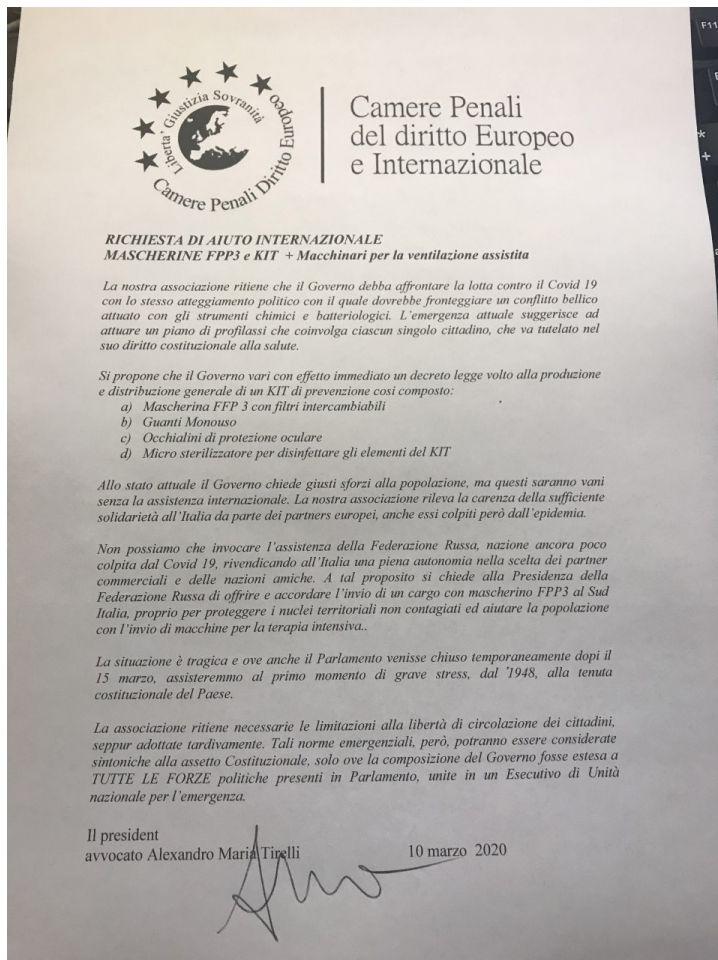 Libertà Giustizia Sovranità
Camere Penali Diritto Europeo
Camere Penali
del diritto Europeo
e Internazionale
RICHIESTA DI AIUTO INTERNAZIONALE
MASCHERINE FPP3 e KIT + Macchinari per la ventilazione assistita
La nostra associazione ritiene che il Governo debba affrontare la lotta contro il Covid 19
con lo stesso atteggiamento politico con il quale dovrebbe fronteggiare un conflitto bellico
attuato con gli strumenti chimici e batteriologici. L'emergenza attuale suggerisce ad
attuare un piano di profilassi che coinvolga ciascun singolo cittadino, che va tutelato nel
suo diritto costituzionale alla salute.
Si propone che il Governo vari con effetto immediato un decreto legge volto alla produzione
e distribuzione generale di un KIT di prevenzione cosi composto:
a) Mascherina FFP 3 con filtri intercambiabili
b) Guanti Monouso
c) Occhialini di protezione oculare
d) Micro sterilizzatore per disinfettare gli elementi del KIT
Allo stato attuale il Governo chiede giusti sforzi alla popolazione, ma questi saranno vani
senza la assistenza internazionale. La nostra associazione rileva la carenza della sufficiente
solidarietà all'Italia da parte dei partners europei, anche essi colpiti però dall'epidemia.
Non possiamo che invocare l'assistenza della Federazione Russa, nazione ancora poco
colpita dal Covid 19, rivendicando all'Italia una piena autonomia nella scelta dei partner
commerciali e delle nazioni amiche. A tal proposito si chiede alla Presidenza della
Federazione Russa di offrire e accordare l'invio di un cargo con mascherino FPP3 al Sud
Italia, proprio per proteggere i nuclei territoriali non contagiati ed aiutare la popolazione
con l'invio di macchine per la terapia intensiva..
La situazione è tragica e ove anche il Parlamento venisse chiuso temporaneamente dopi il
15 marzo, assisteremmo al primo momento di grave stress, dal '1948, alla tenuta
costituzionale del Paese.
La associazione ritiene necessarie le limitazioni alla libertà di circolazione dei cittadini,
seppur adottate tardivamente. Tali norme emergenziali, però, potranno essere considerate
sintoniche alla assetto Costituzionale, solo ove la composizione del Governo fosse estesa a
TUTTE LE FORZE politiche presenti in Parlamento, unite in un Esecutivo di Unità
nazionale per l'emergenza.
Il president
avvocato Alexandro Maria Tirelli 10 marzo 2020
F11
*
+